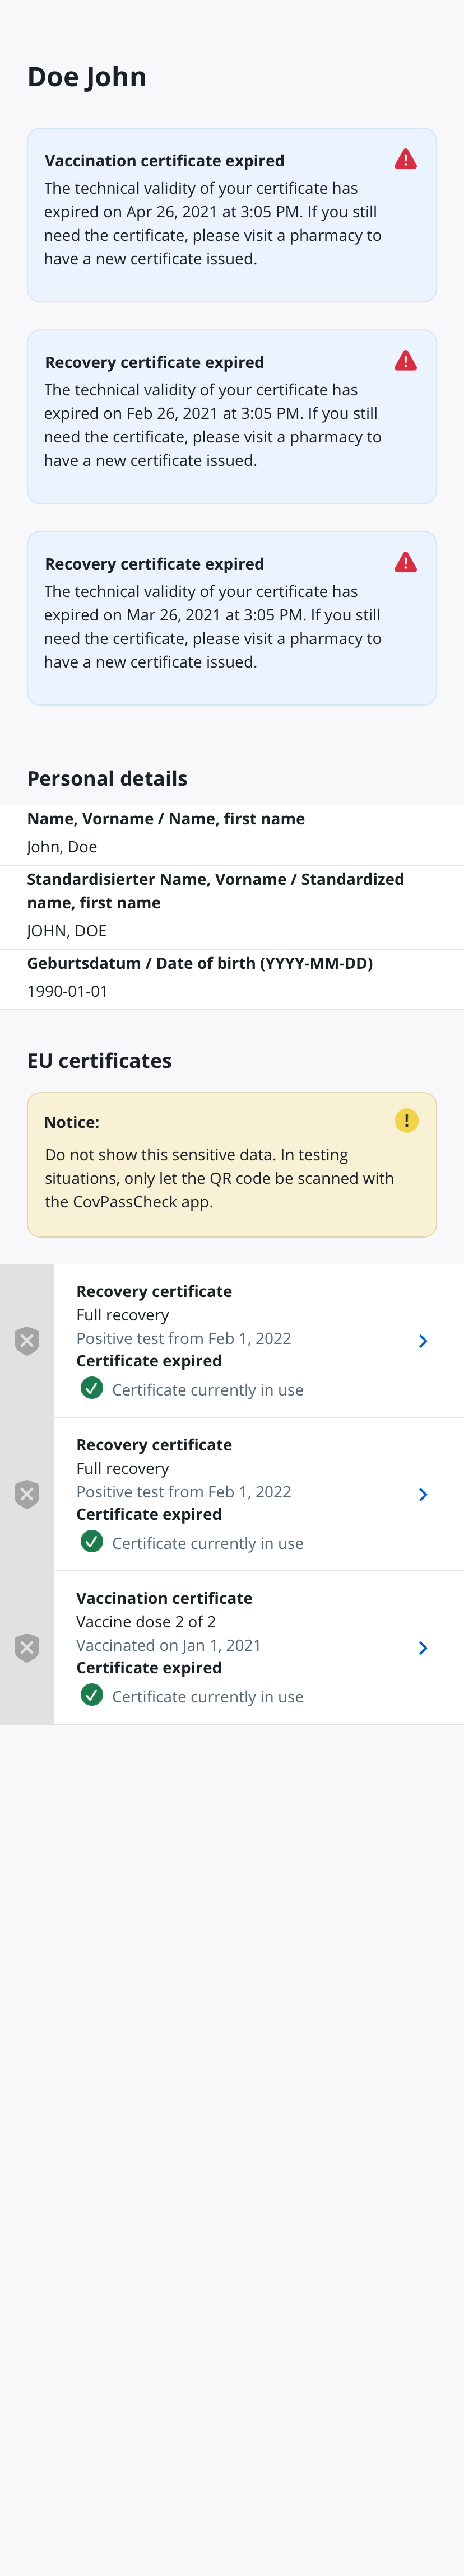 Doe John
Vaccination certificate expired
The technical validity of your certificate has
expired on Apr 26, 2021 at 3:05 PM. If you still
need the certificate, please visit a pharmacy to
have a new certificate issued.
Recovery certificate expired
The technical validity of your certificate has
expired on Feb 26, 2021 at 3:05 PM. If you still
need the certificate, please visit a pharmacy to
have a new certificate issued.
Recovery certificate expired
The technical validity of your certificate has
expired on Mar 26, 2021 at 3:05 PM. If you still
need the certificate, please visit a pharmacy to
have a new certificate issued.
Personal details
Name, Vorname / Name, first name
John, Doe
Standardisierter Name, Vorname / Standardized
name, first name
JOHN, DOE
Geburtsdatum / Date of birth (YYYY-MM-DD)
1990-01-01
EU certificates
Notice:
Do not show this sensitive data. In testing
situations, only let the QR code be scanned with
the CovPassCheck app.
Recovery certificate
Full recovery
Positive test from Feb 1, 2022
Certificate expired
Certificate currently in use
Recovery certificate
Full recovery
Positive test from Feb 1, 2022
Certificate expired
Certificate currently in use
Vaccination certificate
Vaccine dose 2 of 2
Vaccinated on Jan 1, 2021
Certificate expired
Certificate currently in use